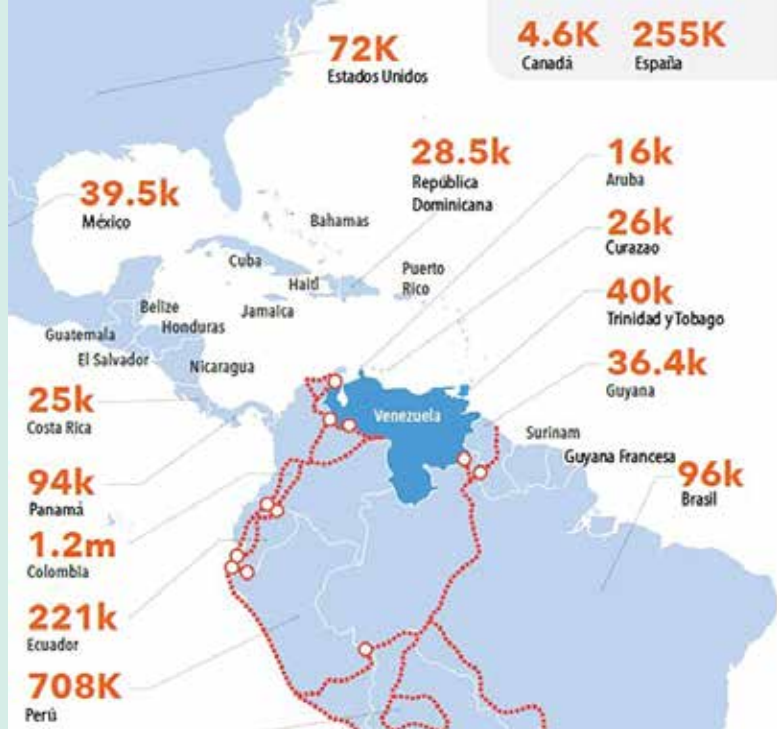 72K
Estados Unidos
4.6K
Canadá
255K
España
39.5k
México
28.5k
República
Dominicana
16k
Aruba
Bahamas
26k
Curazao
Cuba
Haití
Puerto
Rico
40k
Trinidad y Tobago
Belize
Jamaica
Guatemala
Honduras
El Salvador
Nicaragua
36.4k
Guyana
25k
Costa Rica
Venezuela
Surinam
Guyana Francesa
96k
Brasil
94k
Panamá
1.2m
Colombia
221k
Ecuador
708K
Perú